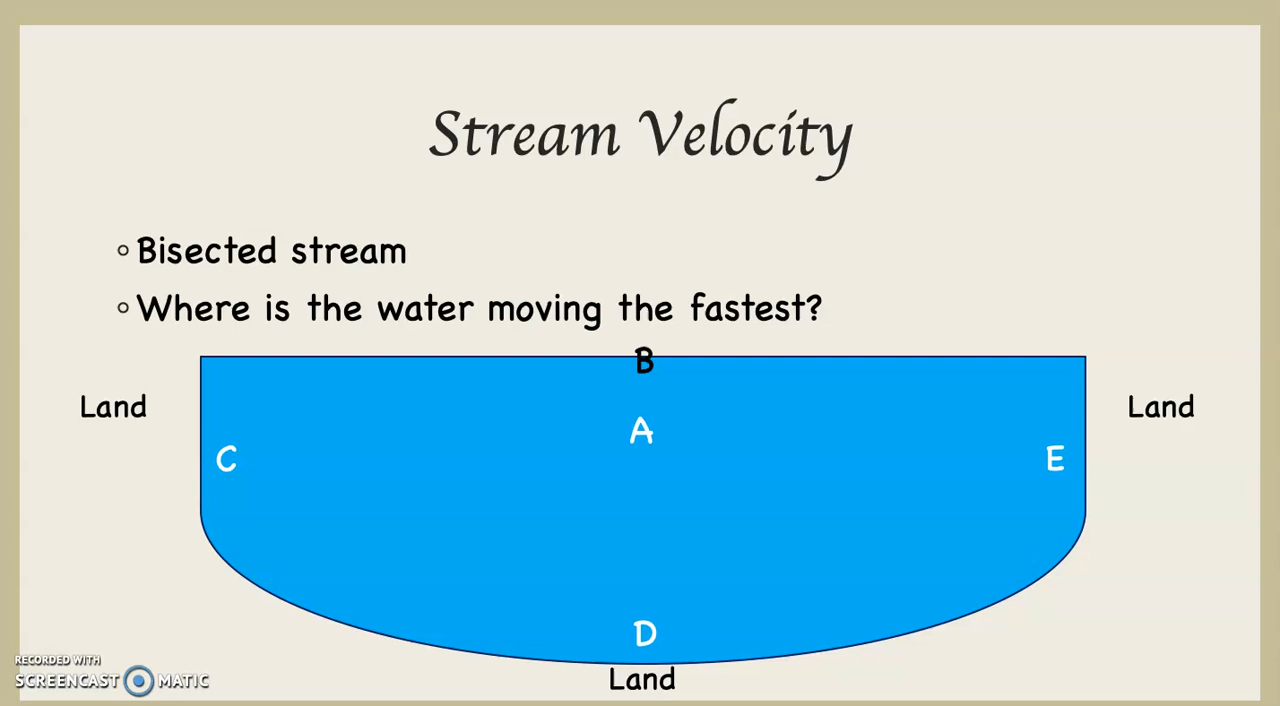 Stream Velocity
Bisected stream
Where is the water moving the fastest?
B
Land
Land
A
C
E
D
Land
RECORDED WITH
SCREENCAST MATIC